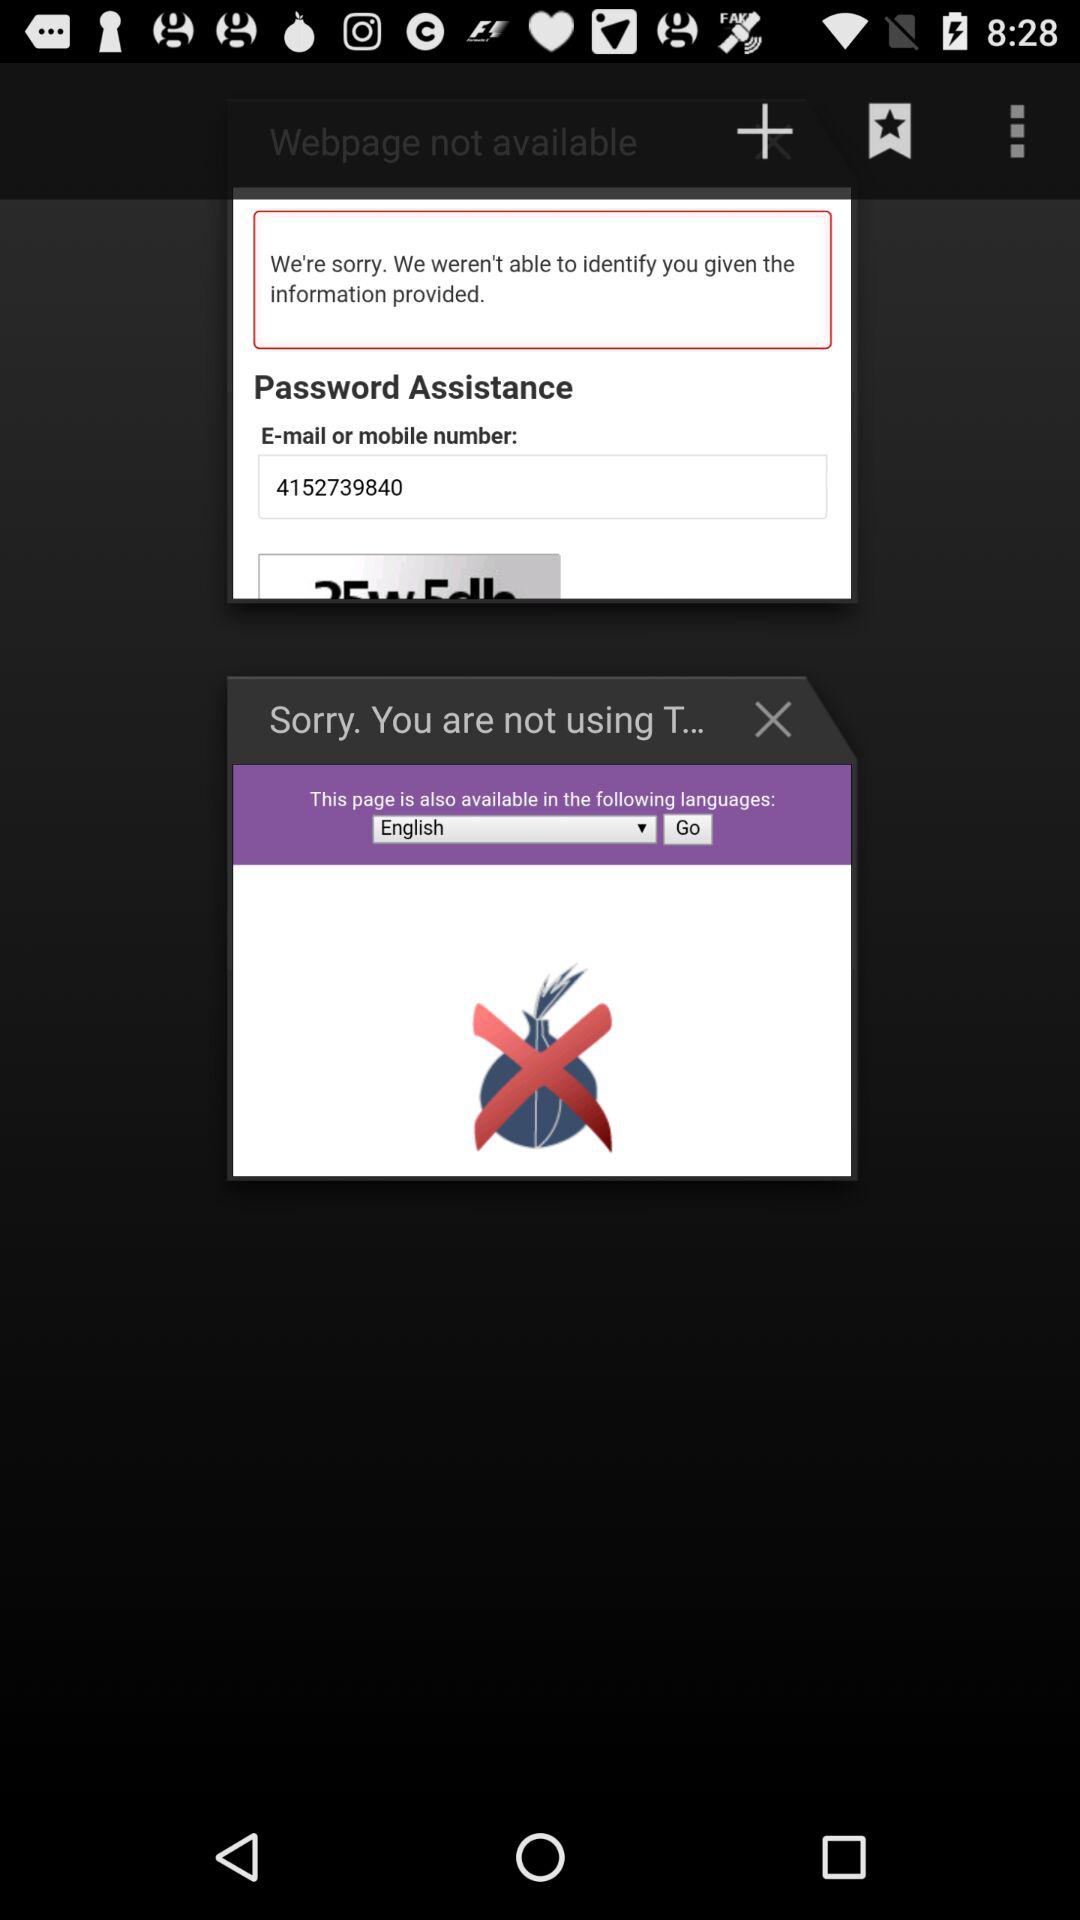 FAKE
8:28
Webpage not available
We're sorry. We weren't able to identify you given the
information provided.
Password Assistance
E-mail or mobile number:
4152739840
Sorry. You are not using T...
This page is also available in the following languages:
English
Go